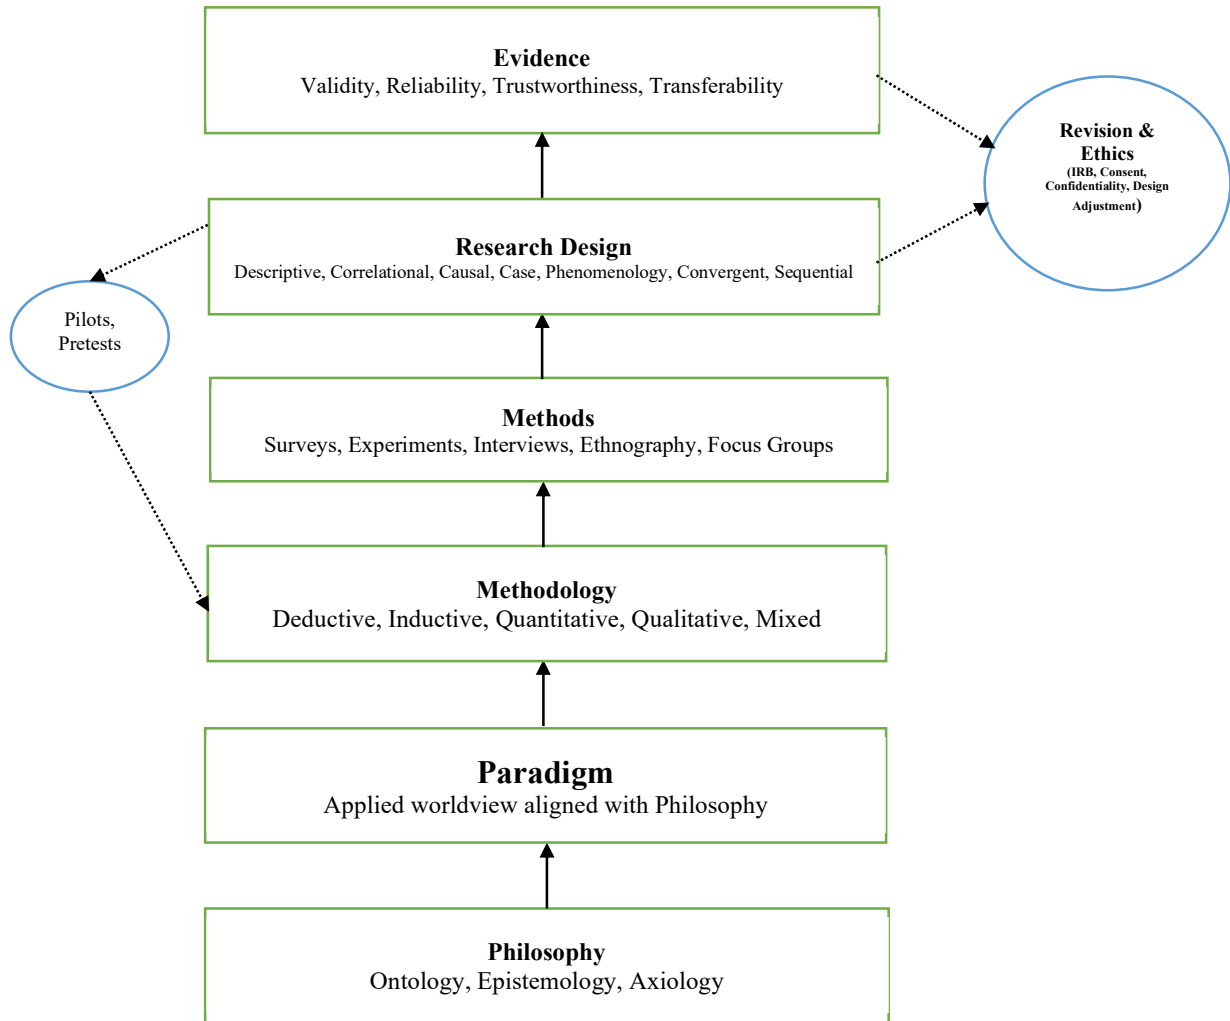 Evidence
Validity, Reliability, Trustworthiness, Transferability
Revision &
Ethics
(IRB, Consent,
Confidentiality, Design
Adjustment)
Research Design
Descriptive, Correlational, Causal, Case, Phenomenology, Convergent, Sequential
Pilots,
Pretests
Methods
Surveys, Experiments, Interviews, Ethnography, Focus Groups
Methodology
Deductive, Inductive, Quantitative, Qualitative, Mixed
Paradigm
Applied worldview aligned with Philosophy
Philosophy
Ontology, Epistemology, Axiology